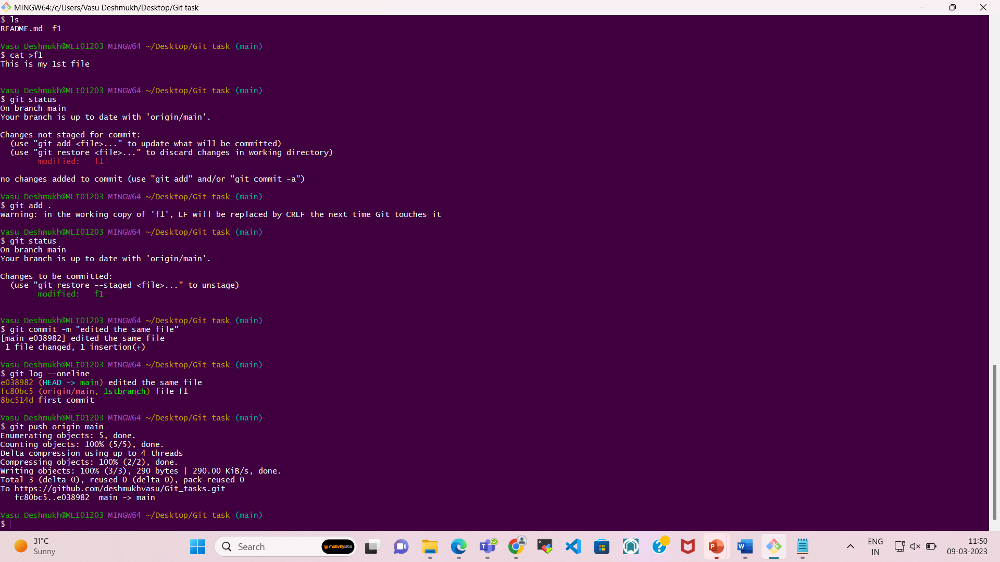 MINGW64:/c/Users/Vasu Deshmukh/Desktop/Git task
$ ls
README.md  f1
Vasu Deshmukh@MLI01203 MINGW64 ~/Desktop/Git task (main)
$ cat >f1
This is my 1st file
Vasu Deshmukh@MLI01203 MINGW64 ~/Desktop/Git task (main)
$ git status
On branch main
Your branch is up to date with 'origin/main'.
Changes not staged for commit:
  (use "git add <file>..." to update what will be committed)
  (use "git restore <file>..." to discard changes in working directory)
        modified:   f1
no changes added to commit (use "git add" and/or "git commit -a")
Vasu Deshmukh@MLI01203 MINGW64 ~/Desktop/Git task (main)
$ git add .
warning: in the working copy of 'f1', LF will be replaced by CRLF the next time Git touches it
Vasu Deshmukh@MLI01203 MINGW64 ~/Desktop/Git task (main)
$ git status
On branch main
Your branch is up to date with 'origin/main'.
Changes to be committed:
  (use "git restore --staged <file>..." to unstage)
        modified:   f1
Vasu Deshmukh@MLI01203 MINGW64 ~/Desktop/Git task (main)
$ git commit -m "edited the same file"
[main e038982] edited the same file
 1 file changed, 1 insertion(+)
Vasu Deshmukh@MLI01203 MINGW64 ~/Desktop/Git task (main)
$ git log --oneline
e038982 (HEAD -> main) edited the same file
fc80bc5 (origin/main, 1stbranch) file f1
8bc514d first commit
Vasu Deshmukh@MLI01203 MINGW64 ~/Desktop/Git task (main)
$ git push origin main
Enumerating objects: 5, done.
Counting objects: 100% (5/5), done.
Delta compression using up to 4 threads
Compressing objects: 100% (2/2), done.
Writing objects: 100% (3/3), 290 bytes | 290.00 KiB/s, done.
Total 3 (delta 0), reused 0 (delta 0), pack-reused 0
To https://github.com/deshmukhvasu/Git_tasks.git
   fc80bc5..e038982  main -> main
Vasu Deshmukh@MLI01203 MINGW64 ~/Desktop/Git task (main)
$
31°C
Sunny
Search
motivitylabs
ENG
IN
11:50
09-03-2023